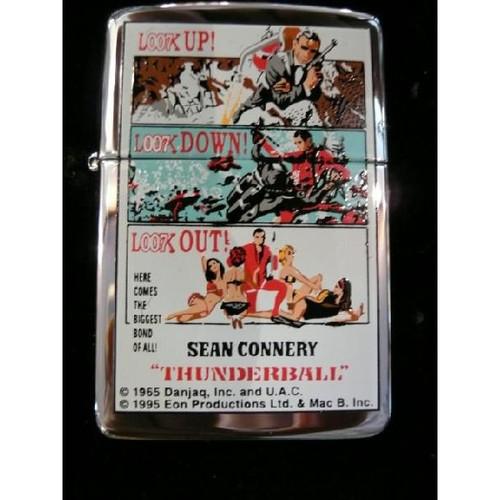 LOOK UP!
LOOK DOWN!
LOOK OUT!
HERE
COMES
THE
BIGGEST
BOND
OF ALL!
SEAN CONNERY
"THUNDERBALL"
© 1965 Danjaq, Inc. and U.A.C.
© 1995 Eon Productions Ltd. & Mac B. Inc.